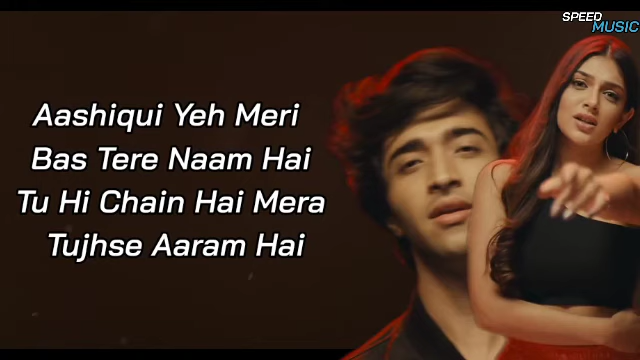 SPEED
MUSIC
Aashiqui Yeh Meri
Bas Tere Naam Hai
Tu Hi Chain Hai Mera
Tujhse Aaram Hai